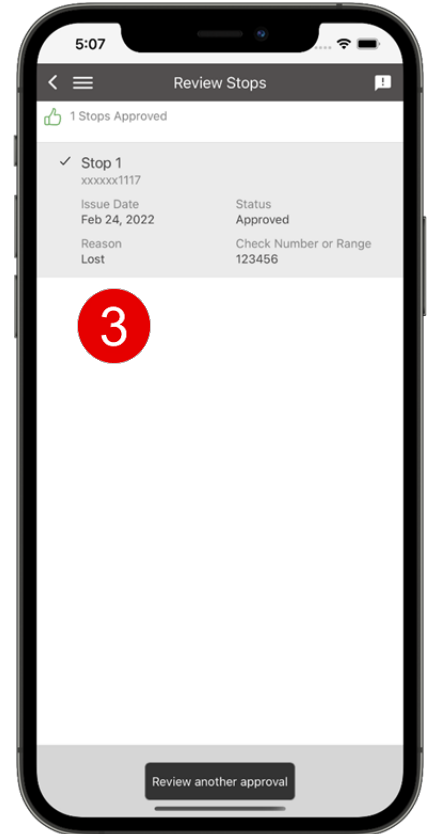 5:07
Review Stops
1 Stops Approved
Stop 1
xxxxxx1117
Issue Date
Status
Feb 24, 2022
Approved
Reason
Check Number or Range
Lost
123456
3
Review another approval